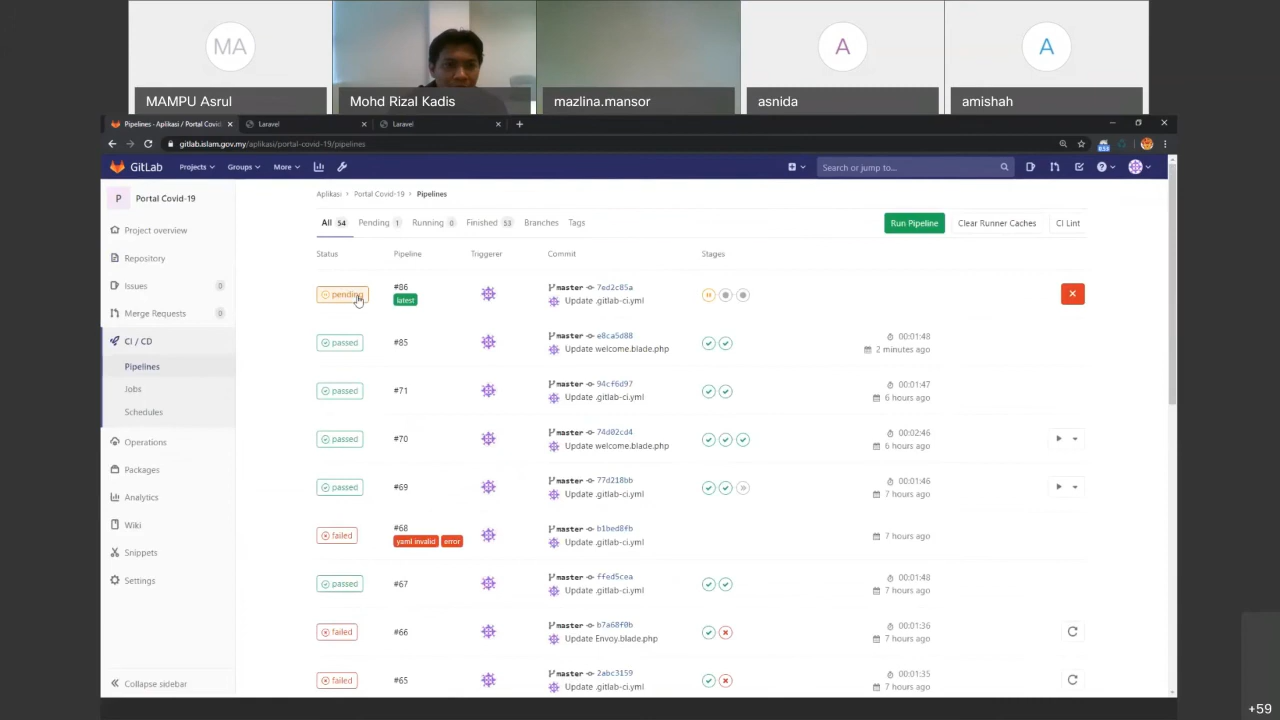 MA
A
A
MAMPU Asrul
Mohd Rizal Kadis
mazlina.mansor
asnida
amishah
Pipelines - Aplikasi / Portal Covid
Laravel
Laravel
gitlab.islam.gov.my/aplikasi/portal-covid-19/pipelines
GitLab Projects Groups More Search or jump to...
P Portal Covid-19
Project overview
Repository
Issues 0
Merge Requests 0
CI / CD
Pipelines
Jobs
Schedules
Operations
Packages
Analytics
Wiki
Snippets
Settings
Collapse sidebar
Aplikasi > Portal Covid-19 > Pipelines
All 54 Pending 1 Running 0 Finished 53 Branches Tags Run Pipeline Clear Runner Caches CI Lint
Status Pipeline Triggerer Commit Stages
pending #86 latest master 7ed2c85a
Update .gitlab-ci.yml
passed #85 master e8ca5d88 00:01:48
Update welcome.blade.php 2 minutes ago
passed #71 master 94cf6d97 00:01:47
Update .gitlab-ci.yml 6 hours ago
passed #70 master 74d02cd4 00:02:46
Update welcome.blade.php 6 hours ago
passed #69 master 77d218bb 00:01:46
Update .gitlab-ci.yml 7 hours ago
failed #68 yaml invalid error master b1bed8fb
Update .gitlab-ci.yml 7 hours ago
passed #67 master ffed5cea 00:01:48
Update .gitlab-ci.yml 7 hours ago
failed #66 master b7a68f0b 00:01:36
Update Envoy.blade.php 7 hours ago
failed #65 master 2abc3159 00:01:35
Update .gitlab-ci.yml 7 hours ago
+59